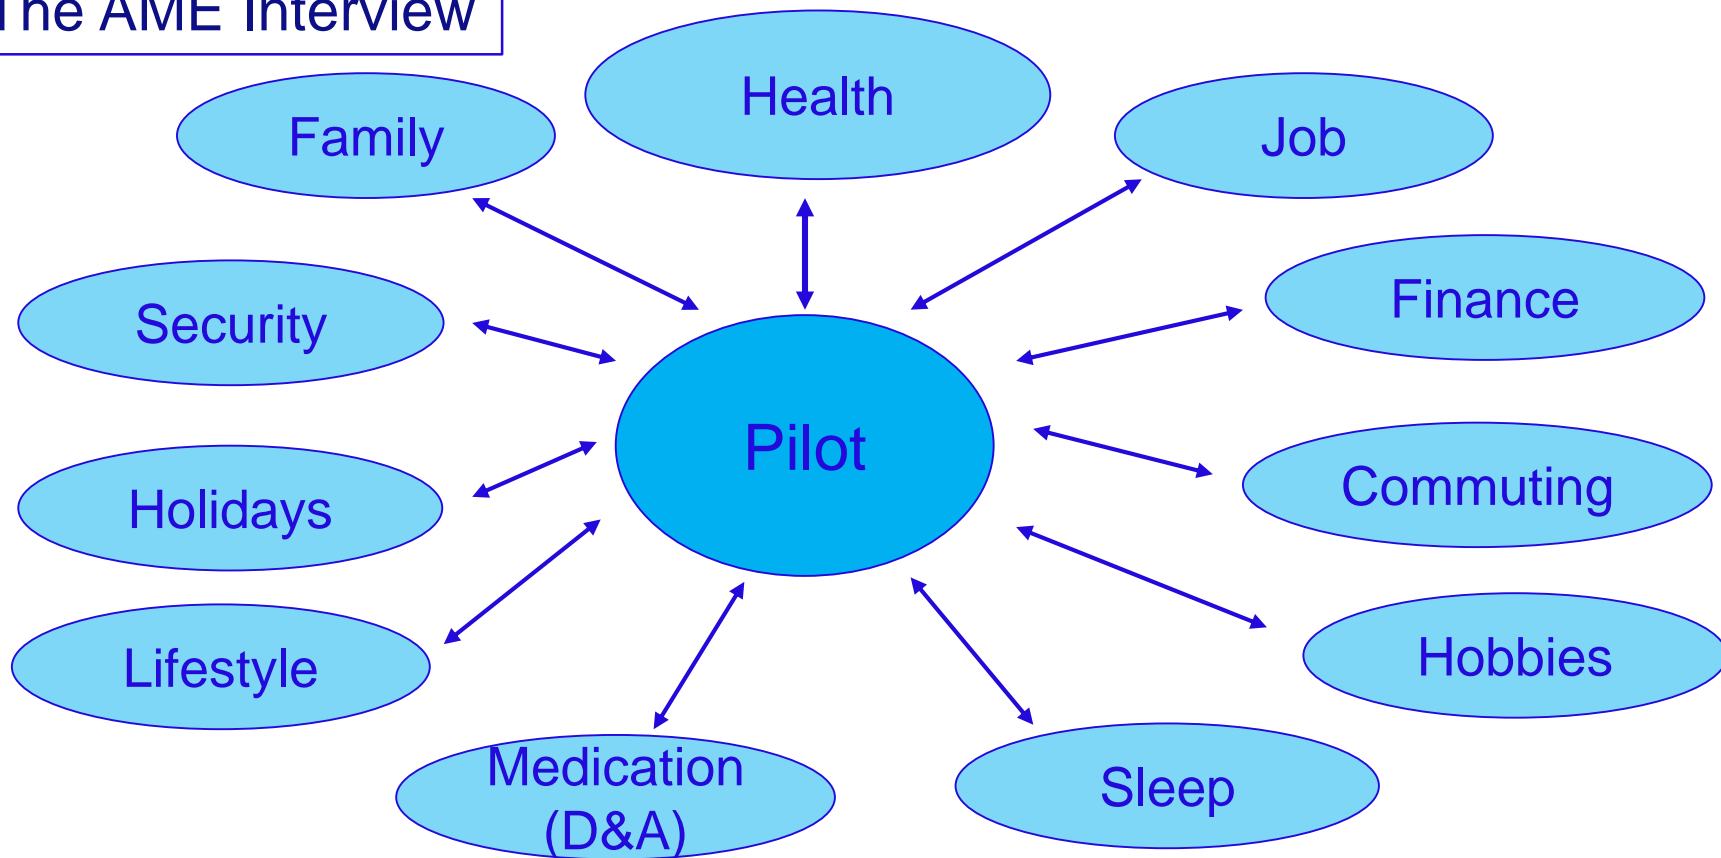 The AME Interview
Health
Family
Job
Security
Finance
Pilot
Holidays
Commuting
Lifestyle
Hobbies
Medication
(D&A)
Sleep